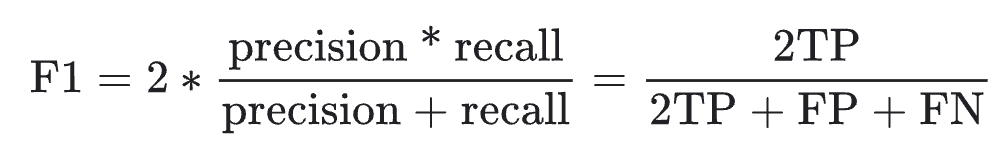 F1 = 2 * precision * recall / precision + recall = 2TP / 2TP + FP + FN